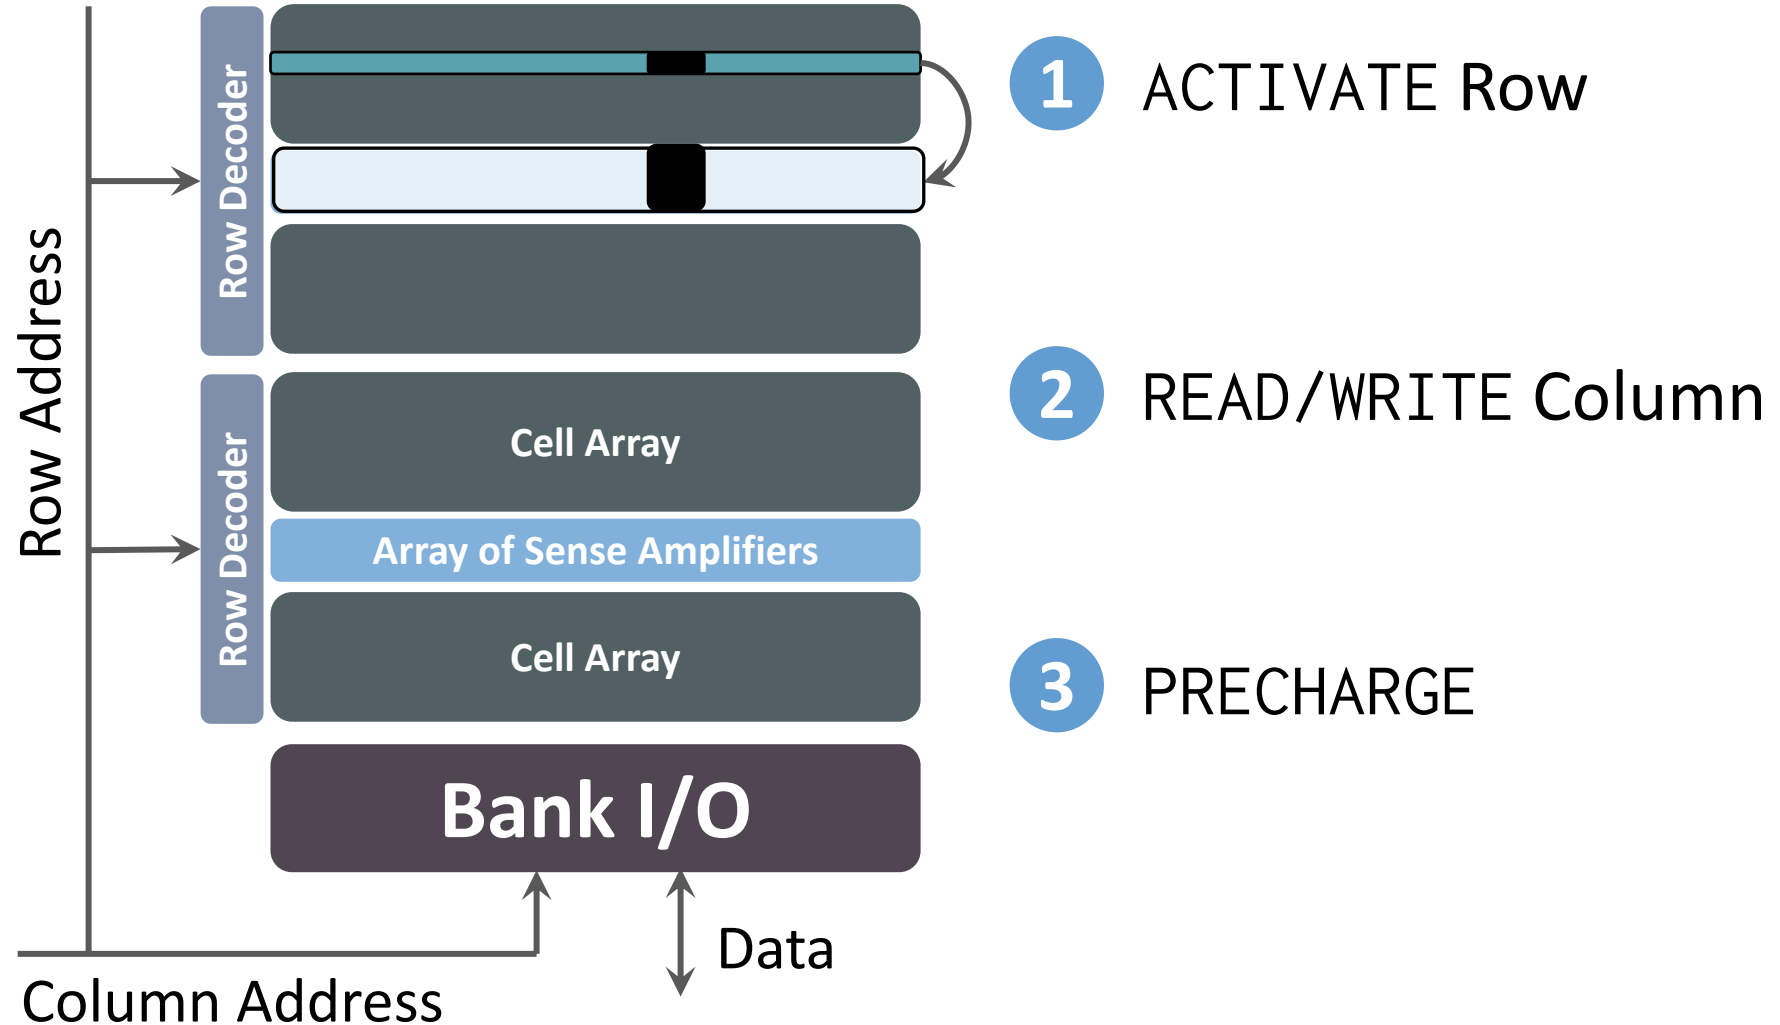 Row Address
Row Decoder
Row Decoder
Cell Array
Array of Sense Amplifiers
Cell Array
Bank I/O
Data
Column Address
1 ACTIVATE Row
2 READ/WRITE Column
3 PRECHARGE